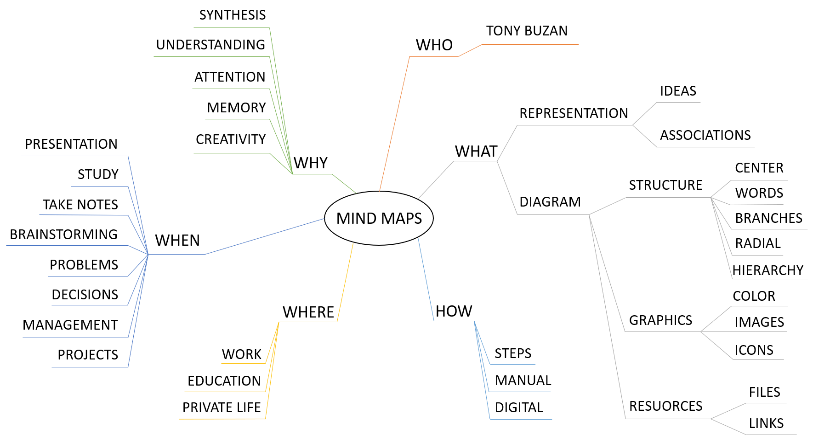 MIND MAPS
WHO
TONY BUZAN
WHAT
REPRESENTATION
IDEAS
ASSOCIATIONS
DIAGRAM
STRUCTURE
CENTER
WORDS
BRANCHES
RADIAL
HIERARCHY
GRAPHICS
COLOR
IMAGES
ICONS
RESUORCES
FILES
LINKS
HOW
STEPS
MANUAL
DIGITAL
WHERE
WORK
EDUCATION
PRIVATE LIFE
WHEN
PRESENTATION
STUDY
TAKE NOTES
BRAINSTORMING
PROBLEMS
DECISIONS
MANAGEMENT
PROJECTS
WHY
SYNTHESIS
UNDERSTANDING
ATTENTION
MEMORY
CREATIVITY